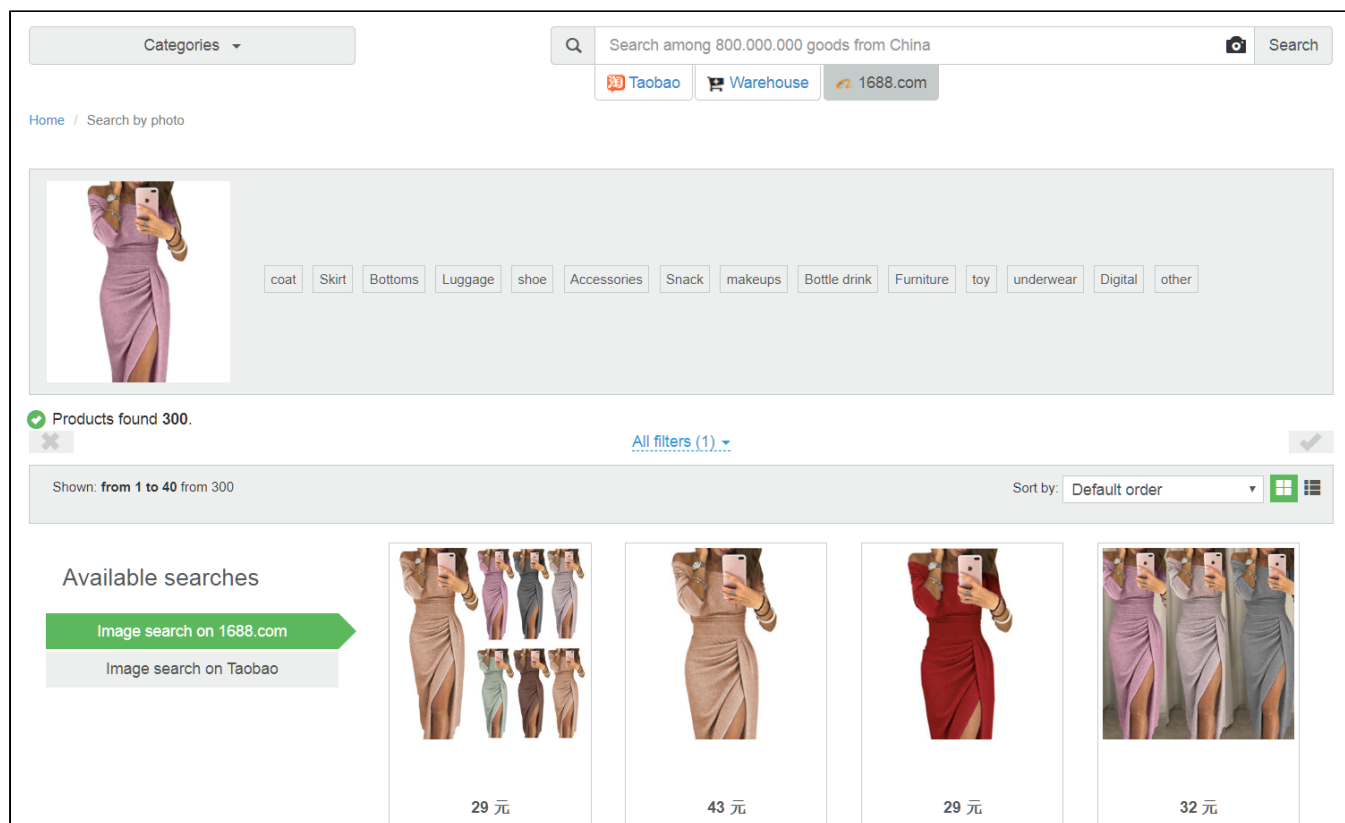 Categories
Search among 800.000.000 goods from China
Search
淘 Taobao
Warehouse
1688.com
Home / Search by photo
coat Skirt Bottoms Luggage shoe Accessories Snack makeups Bottle drink Furniture toy underwear Digital other
Products found 300.
All filters (1)
Shown: from 1 to 40 from 300
Sort by: Default order
Available searches
Image search on 1688.com
Image search on Taobao
29 元
43 元
29 元
32 元